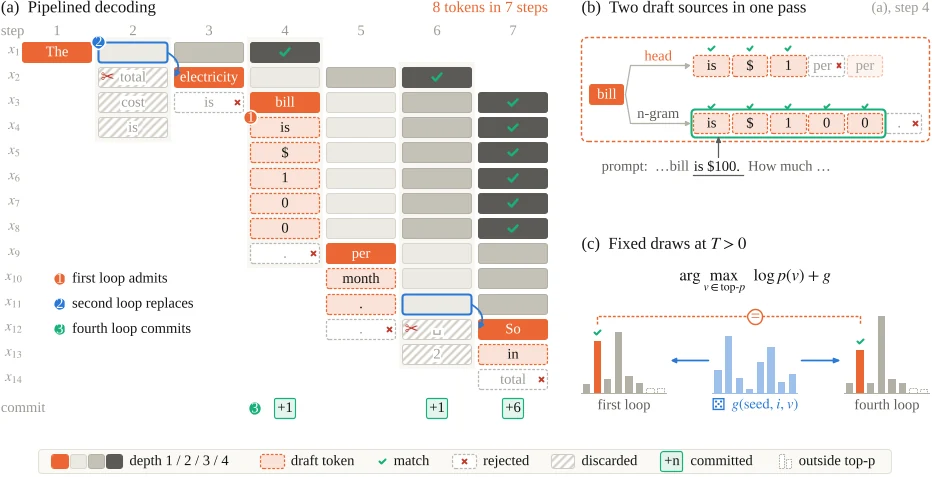 (a) Pipelined decoding 8 tokens in 7 steps
step 1 2 3 4 5 6 7
x₁ The 2
x₂ total electricity
x₃ cost is bill
x₄ is 1 is
x₅ $
x₆ 1
x₇ 0
x₈ 0
x₉ . per
x₁₀ month
x₁₁ .
x₁₂ . ␣ So
x₁₃ 2 in
x₁₄ total
1 first loop admits
2 second loop replaces
3 fourth loop commits
commit 3 +1 +1 +6
(b) Two draft sources in one pass (a), step 4
head
is $ 1 per per
bill
n-gram
is $ 1 0 0 .
prompt: …bill is $100. How much …
(c) Fixed draws at T > 0
arg max log p(v) + g
v ∈ top-p
=
first loop g(seed, i, v) fourth loop
depth 1 / 2 / 3 / 4 draft token match rejected discarded +n committed outside top-p